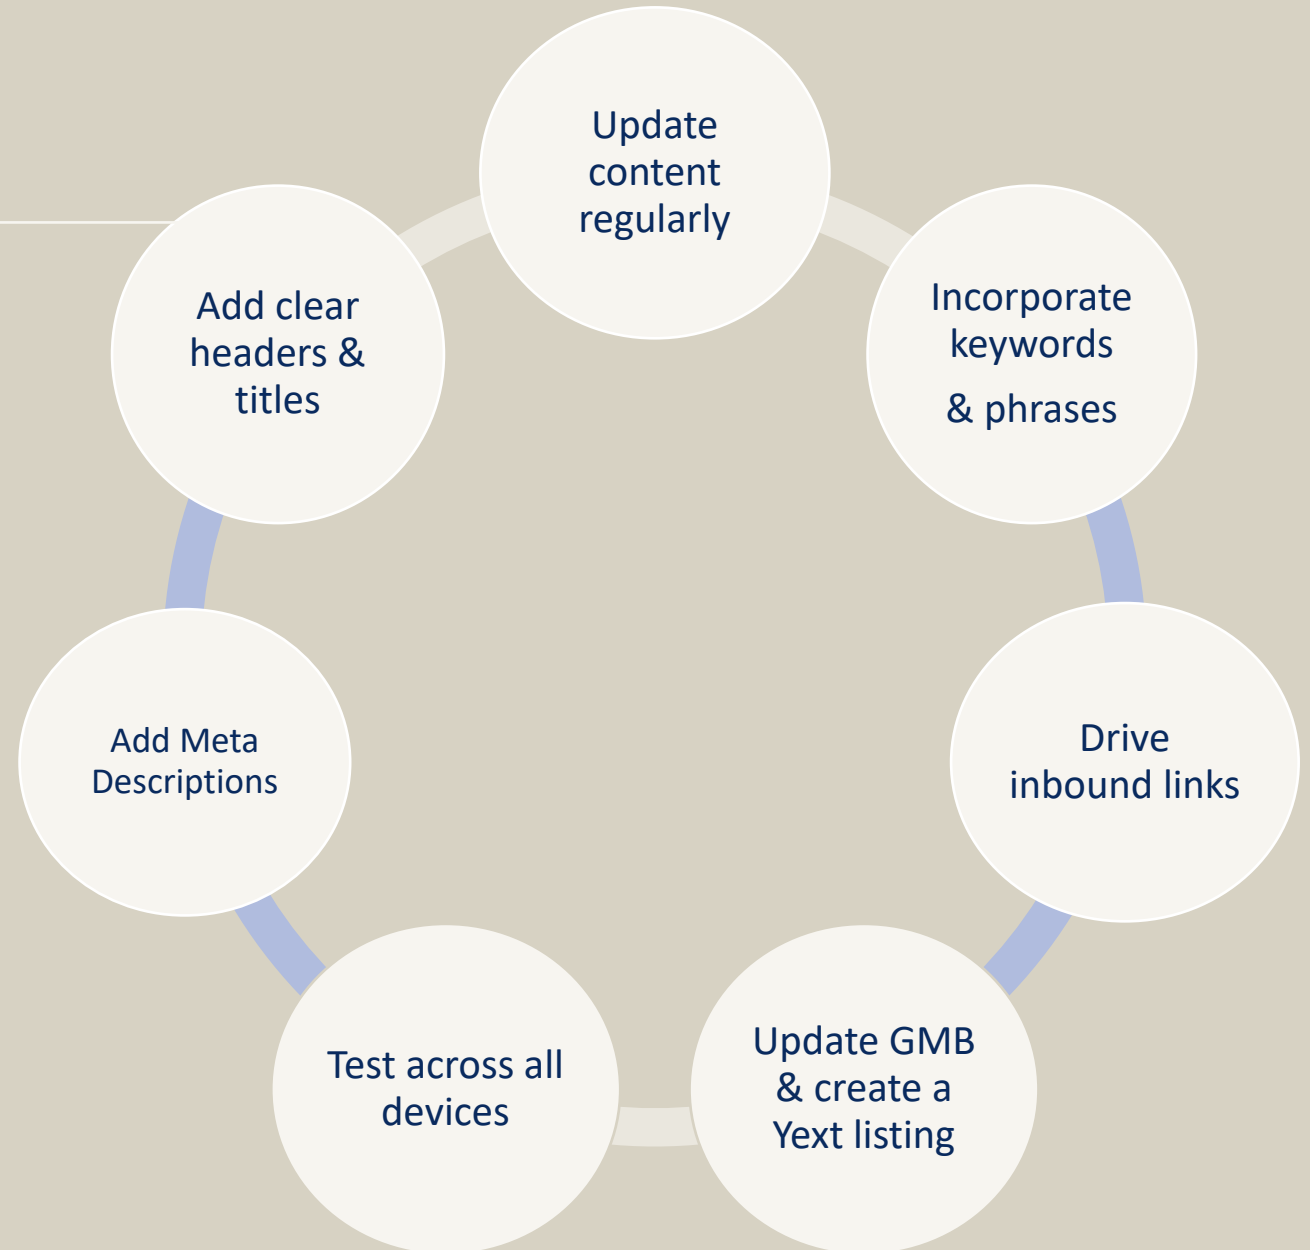 Update
content
regularly
Incorporate
keywords
& phrases
Drive
inbound links
Update GMB
& create a
Yext listing
Test across all
devices
Add Meta
Descriptions
Add clear
headers &
titles